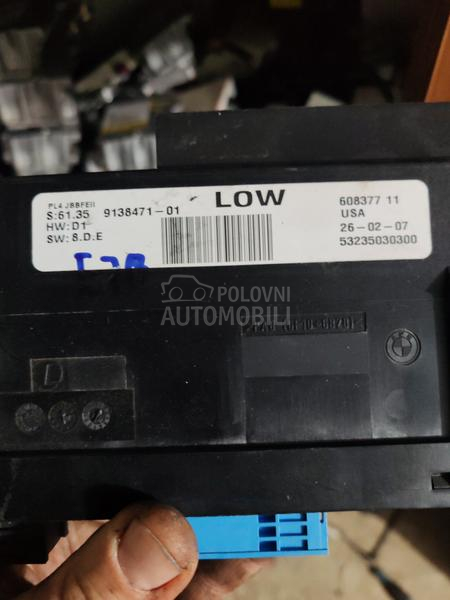 PL4 JBBFEII
S:61.35 9138471-01 LOW
HW:D1
SW: 8.D.E
608377 11
USA
26-02-07
53235030300
POLOVNI
AUTOMOBILI
D